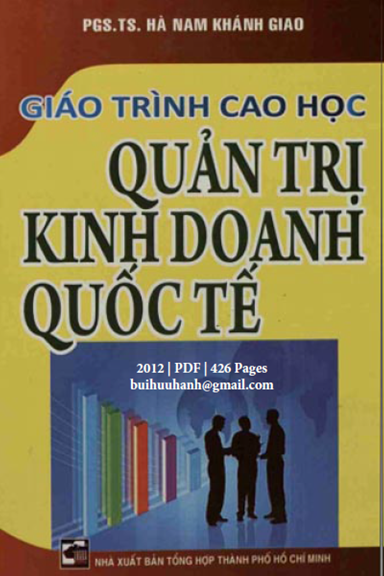 PGS.TS. HÀ NAM KHÁNH GIAO
GIÁO TRÌNH CAO HỌC
QUẢN TRỊ
KINH DOANH
QUỐC TẾ
2012 | PDF | 426 Pages
buihuuhanh@gmail.com
NHÀ XUẤT BẢN TỔNG HỢP THÀNH PHỐ HỒ CHÍ MINH